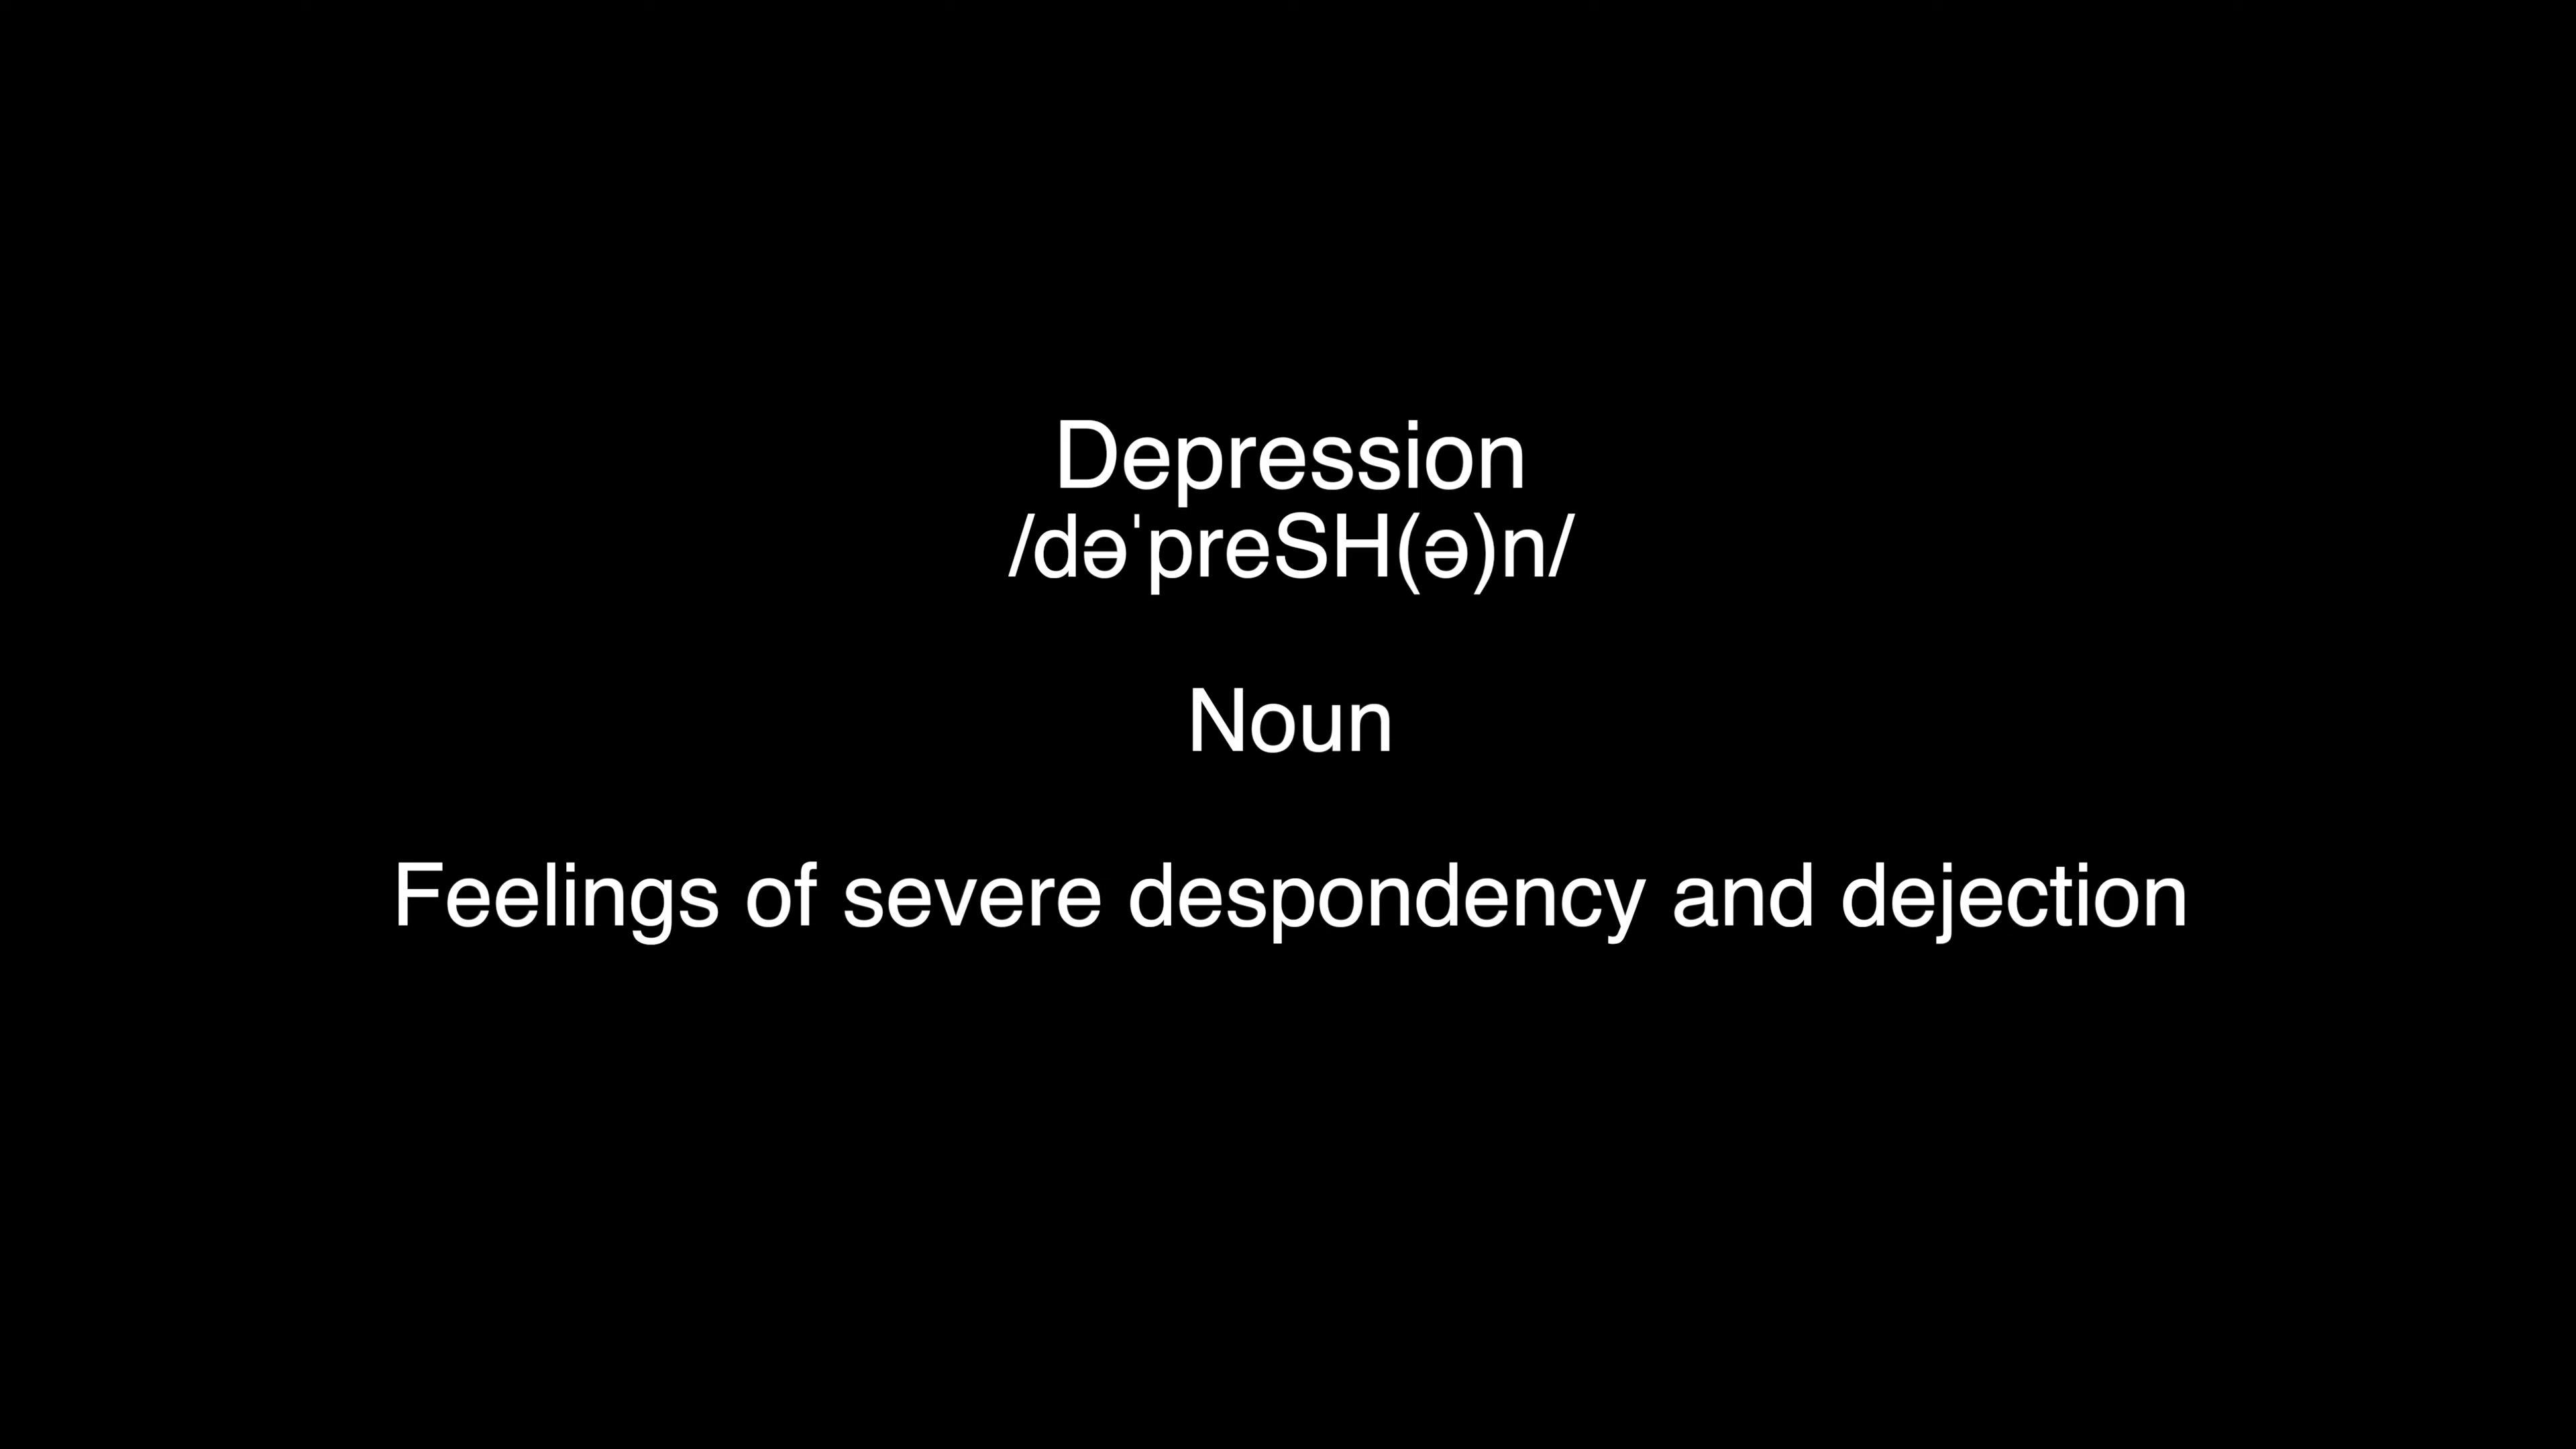 Depression
/dəˈpreSH(ə)n/
Noun
Feelings of severe despondency and dejection